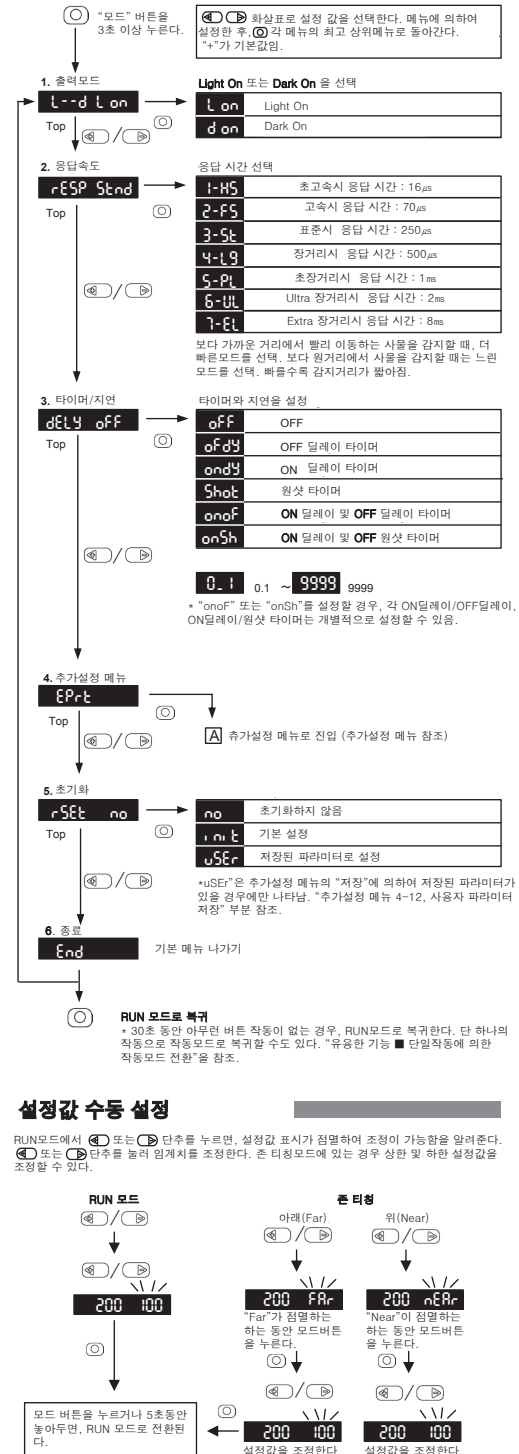 "모드" 버튼을
3초 이상 누른다.
화살표로 설정 값을 선택한다. 메뉴에 의하여
설정한 후, 각 메뉴의 최고 상위메뉴로 돌아간다.
"+"가 기본값임.
1. 출력모드
L--d L on
Top
Light On 또는 Dark On 을 선택
L on Light On
d on Dark On
2. 응답속도
rESP Stnd
Top
응답 시간 선택
1-HS 초고속시 응답 시간 : 16㎲
2-FS 고속시 응답 시간 : 70㎲
3-St 표준시 응답 시간 : 250㎲
4-L9 장거리시 응답 시간 : 500㎲
5-PL 초장거리시 응답 시간 : 1㎳
6-UL Ultra 장거리시 응답 시간 : 2㎳
7-EL Extra 장거리시 응답 시간 : 8㎳
보다 가까운 거리에서 빨리 이동하는 사물을 감지할 때, 더
빠른모드를 선택. 보다 원거리에서 사물을 감지할 때는 느린
모드를 선택. 빠를수록 감지거리가 짧아짐.
3. 타이머/지연
dELY oFF
Top
타이머와 지연을 설정
oFF OFF
oFdY OFF 딜레이 타이머
ondY ON 딜레이 타이머
Shot 원샷 타이머
onoF ON 딜레이 및 OFF 딜레이 타이머
onSh ON 딜레이 및 OFF 원샷 타이머
0_1 0.1 ~ 9999 9999
* "onoF" 또는 "onSh"를 설정할 경우, 각 ON딜레이/OFF딜레이,
ON딜레이/원샷 타이머는 개별적으로 설정할 수 있음.
4. 추가설정 메뉴
EPrt
Top
A 츄가설정 메뉴로 진입 (추가설정 메뉴 참조)
5. 초기화
rSEt no
Top
no 초기화하지 않음
init 기본 설정
uSEr 저장된 파라미터로 설정
*uSEr"은 추가설정 메뉴의 "저장"에 의하여 저장된 파라미터가
있을 경우에만 나타남. "추가설정 메뉴 4-12, 사용자 파라미터
저장" 부분 참조.
6. 종료
End
기본 메뉴 나가기
RUN 모드로 복귀
* 30초 동안 아무런 버튼 작동이 없는 경우, RUN모드로 복귀한다. 단 하나의
작동으로 작동모드로 복귀할 수도 있다. "유용한 기능 ■ 단일작동에 의한
작동모드 전환"을 참조.
설정값 수동 설정
RUN모드에서 또는 단추를 누르면, 설정값 표시가 점멸하여 조정이 가능함을 알려준다.
또는 단추를 눌러 임계치를 조정한다. 존 티칭모드에 있는 경우 상한 및 하한 설정값을
조정할 수 있다.
RUN 모드
200 100
모드 버튼을 누르거나 5초동안
놓아두면, RUN 모드로 전환된
다.
존 티칭
아래(Far)
200 FAr
"Far"가 점멸하는
하는 동안 모드버튼
을 누른다.
200 100
설정값을 조정한다
위(Near)
200 nEAr
"Near"이 점멸하는
하는 동안 모드버튼
을 누른다.
200 100
설정값을 조정한다